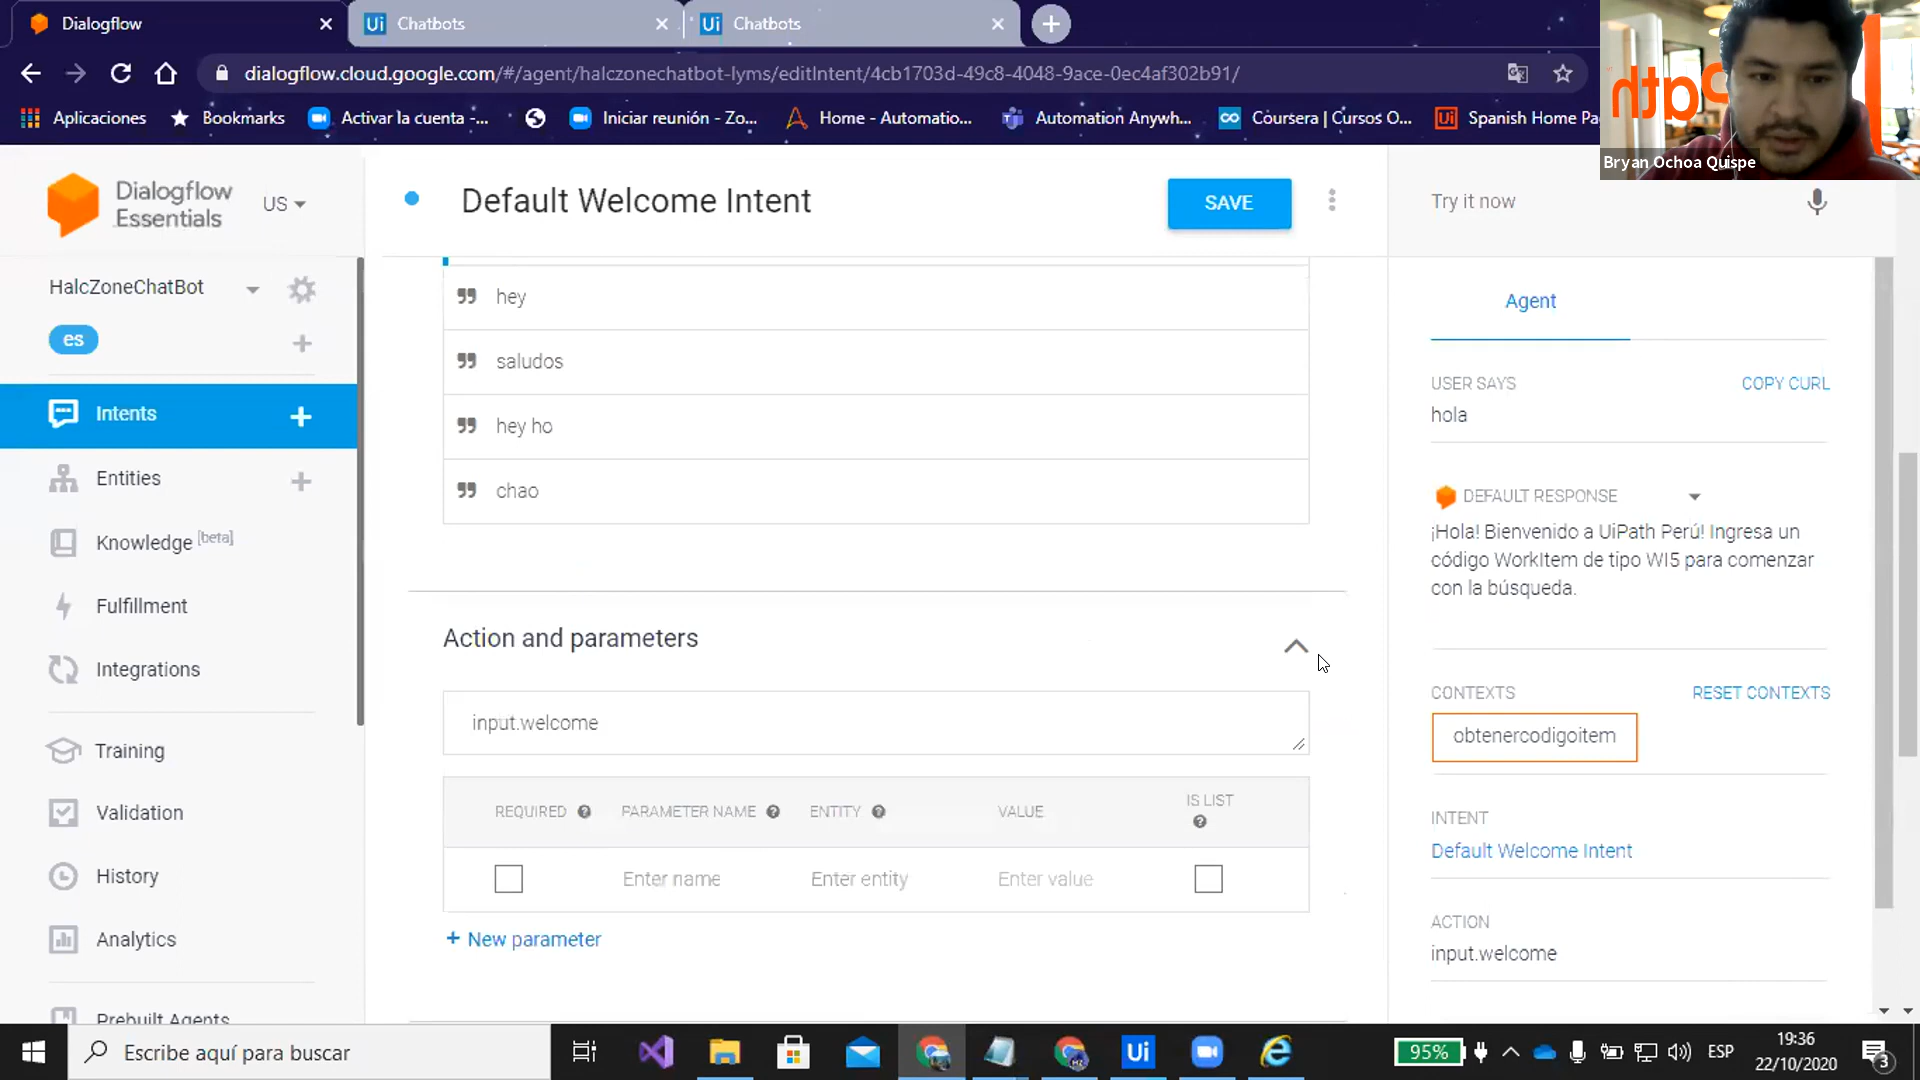 Dialogflow
Ui Chatbots
Ui Chatbots
dialogflow.cloud.google.com/#/agent/halczonechatbot-lyms/editIntent/4cb1703d-49c8-4048-9ace-0ec4af302b91/
Aplicaciones
Bookmarks
Activar la cuenta -...
Iniciar reunión - Zo...
Home - Automatio...
Automation Anywh...
Coursera | Cursos O...
Ui Spanish Home Pa
Bryan Ochoa Quispe
Dialogflow
Essentials
US
Default Welcome Intent
SAVE
Try it now
HalcZoneChatBot
es
Intents
Entities
Knowledge [beta]
Fulfillment
Integrations
Training
Validation
History
Analytics
Prebuilt Agents
hey
saludos
hey ho
chao
Action and parameters
input.welcome
REQUIRED
PARAMETER NAME
ENTITY
VALUE
IS LIST
Enter name
Enter entity
Enter value
+ New parameter
Agent
USER SAYS
COPY CURL
hola
DEFAULT RESPONSE
¡Hola! Bienvenido a UiPath Perú! Ingresa un
código WorkItem de tipo WI5 para comenzar
con la búsqueda.
CONTEXTS
RESET CONTEXTS
obtenercodigoitem
INTENT
Default Welcome Intent
ACTION
input.welcome
Escribe aquí para buscar
Ui
95%
ESP
19:36
22/10/2020
3